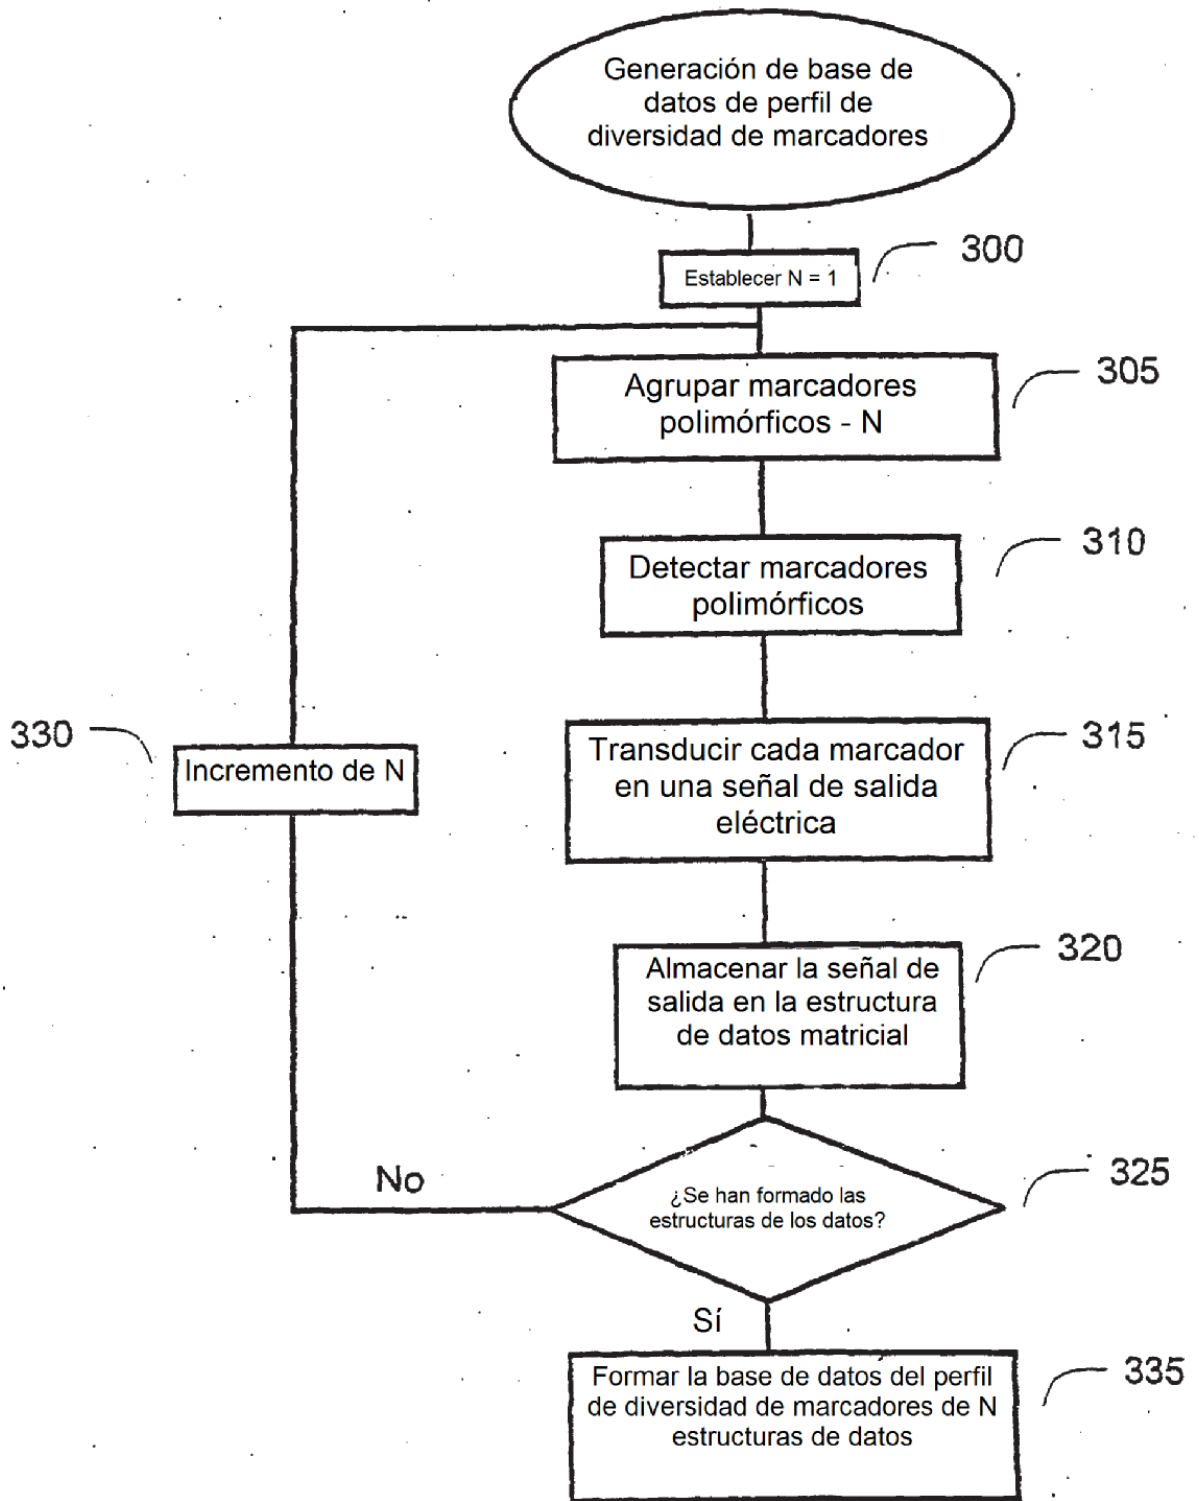 Generación de base de
datos de perfil de
diversidad de marcadores
300
Establecer N = 1
305
Agrupar marcadores
polimórficos - N
310
Detectar marcadores
polimórficos
315
330
Transducir cada marcador
en una señal de salida
eléctrica
Incremento de N
320
Almacenar la señal de
salida en la estructura
de datos matricial
325
No
¿Se han formado las
estructuras de los datos?
Sí
335
Formar la base de datos del perfil
de diversidad de marcadores de N
estructuras de datos